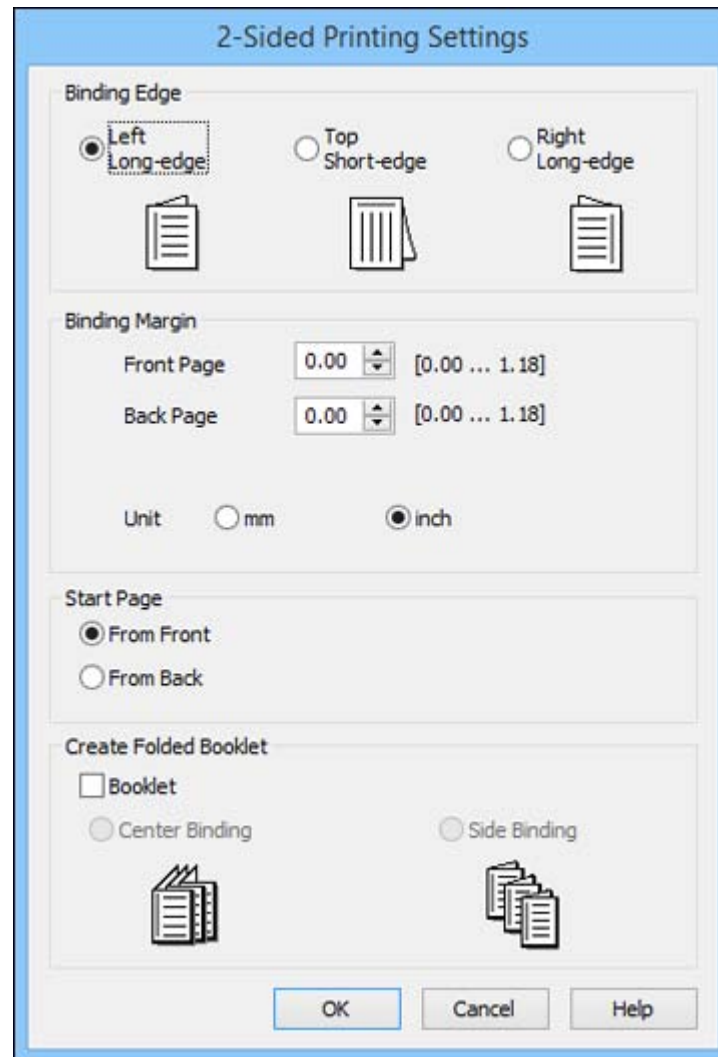 2-Sided Printing Settings
Binding Edge
Left
Long-edge
Top
Short-edge
Right
Long-edge
Binding Margin
Front Page 0.00 [0.00 ... 1.18]
Back Page 0.00 [0.00 ... 1.18]
Unit mm inch
Start Page
From Front
From Back
Create Folded Booklet
Booklet
Center Binding Side Binding
OK Cancel Help